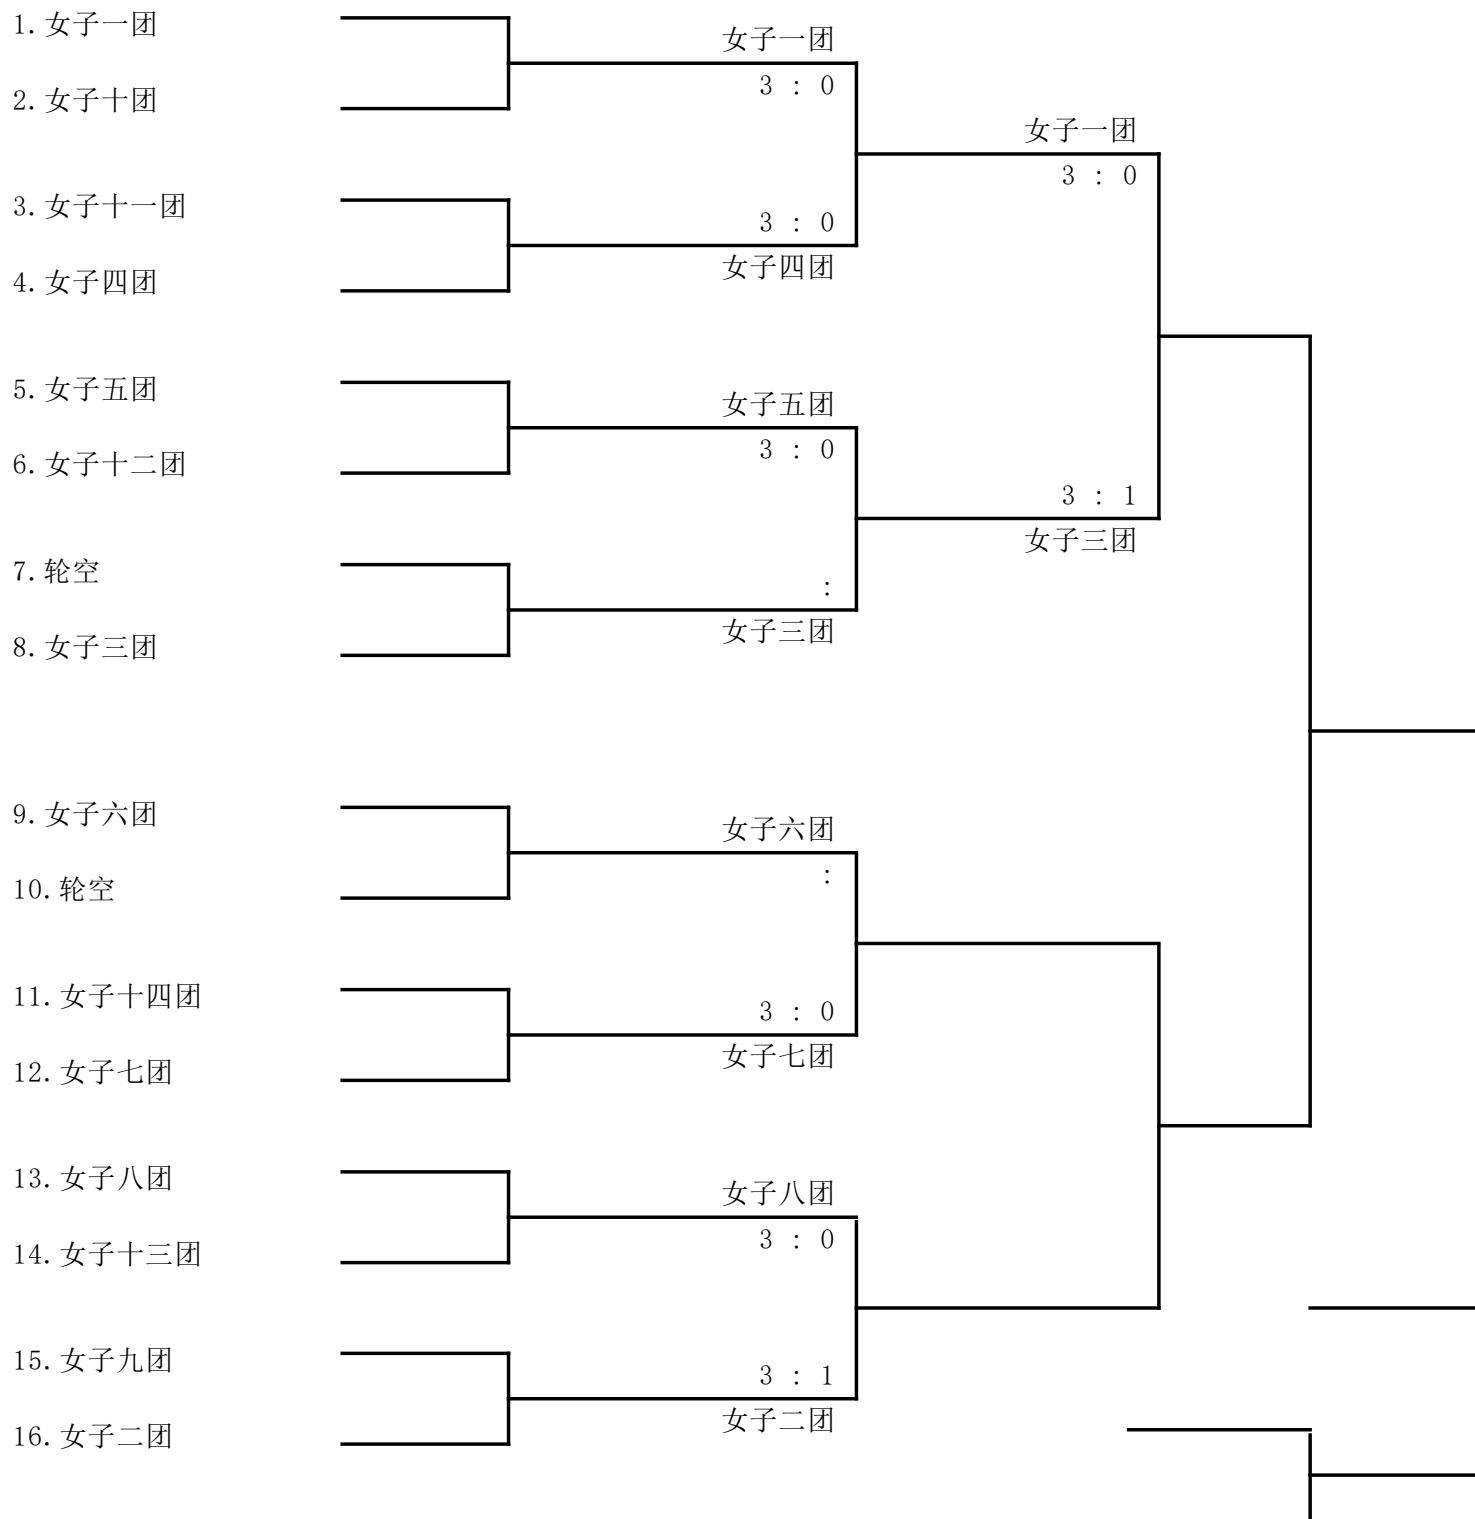 1.女子一团
女子一团
3 : 0
2.女子十团
女子一团
3 : 0
3.女子十一团
3 : 0
女子四团
4.女子四团
5.女子五团
女子五团
3 : 0
6.女子十二团
3 : 1
女子三团
7.轮空
:
女子三团
8.女子三团
9.女子六团
女子六团
:
10.轮空
11.女子十四团
3 : 0
女子七团
12.女子七团
13.女子八团
女子八团
3 : 0
14.女子十三团
15.女子九团
3 : 1
女子二团
16.女子二团